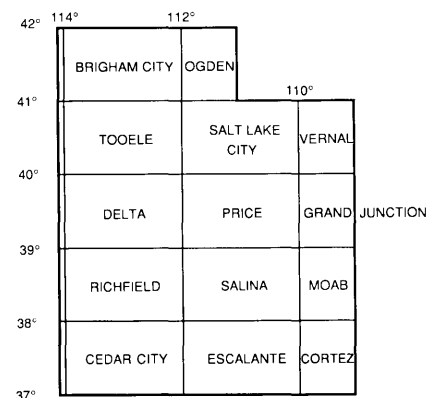 114° 112°
42°
BRIGHAM CITY OGDEN
41° 110°
TOOELE SALT LAKE CITY VERNAL
40°
DELTA PRICE GRAND JUNCTION
39°
RICHFIELD SALINA MOAB
38°
CEDAR CITY ESCALANTE CORTEZ
37°